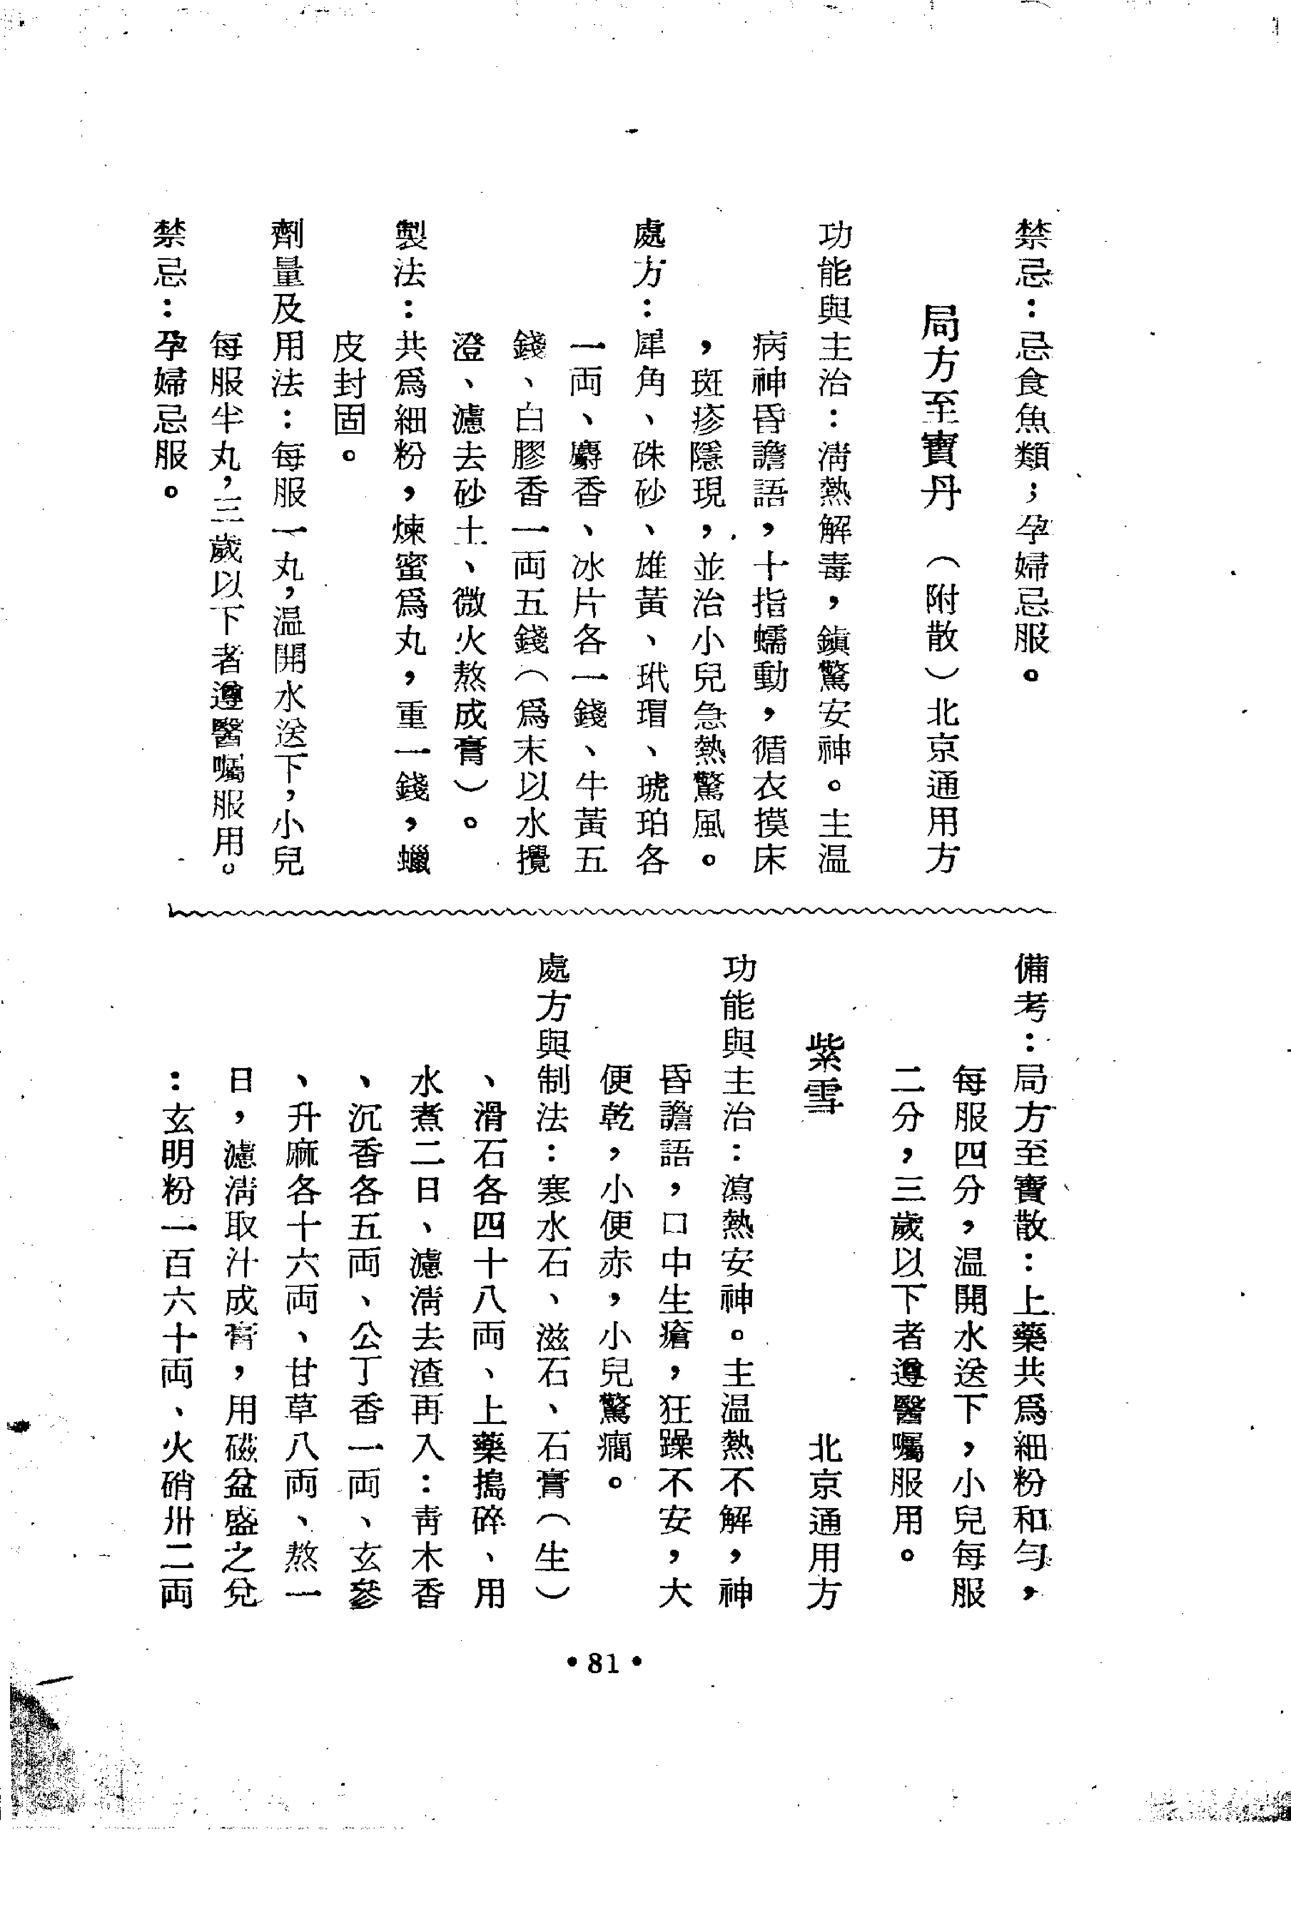 禁忌：忌食魚類；孕婦忌服。
局方至寶丹　（附散）北京通用方
功能與主治：淸熱解毒，鎭驚安神。主温
病神昏譫語，十指蠕動，循衣摸床
，斑疹隱現，並治小兒急熱驚風。
處方：犀角、硃砂、雄黃、玳瑁、琥珀各
一両、麝香、冰片各一錢、牛黃五
錢、白膠香一両五錢（爲末以水攪
澄、濾去砂土、微火熬成膏）。
製法：共爲細粉，煉蜜爲丸，重一錢，蠟
皮封固。
劑量及用法：每服一丸，温開水送下，小兒
每服半丸，三歲以下者遵醫囑服用。
禁忌：孕婦忌服。
備考：局方至寶散：上藥共爲細粉和勻，
每服四分，温開水送下，小兒每服
二分，三歲以下者遵醫囑服用。
紫雪　北京通用方
功能與主治：瀉熱安神。主温熱不解，神
昏譫語，口中生瘡，狂躁不安，大
便乾，小便赤，小兒驚癇。
處方與制法：寒水石、滋石、石膏（生）
、滑石各四十八両、上藥搗碎、用
水煮二日、濾淸去渣再入：靑木香
、沉香各五両、公丁香一両、玄參
、升麻各十六両、甘草八両、熬一
日，濾淸取汁成膏，用磁盆盛之兌
：玄明粉一百六十両、火硝卅二両
•81•